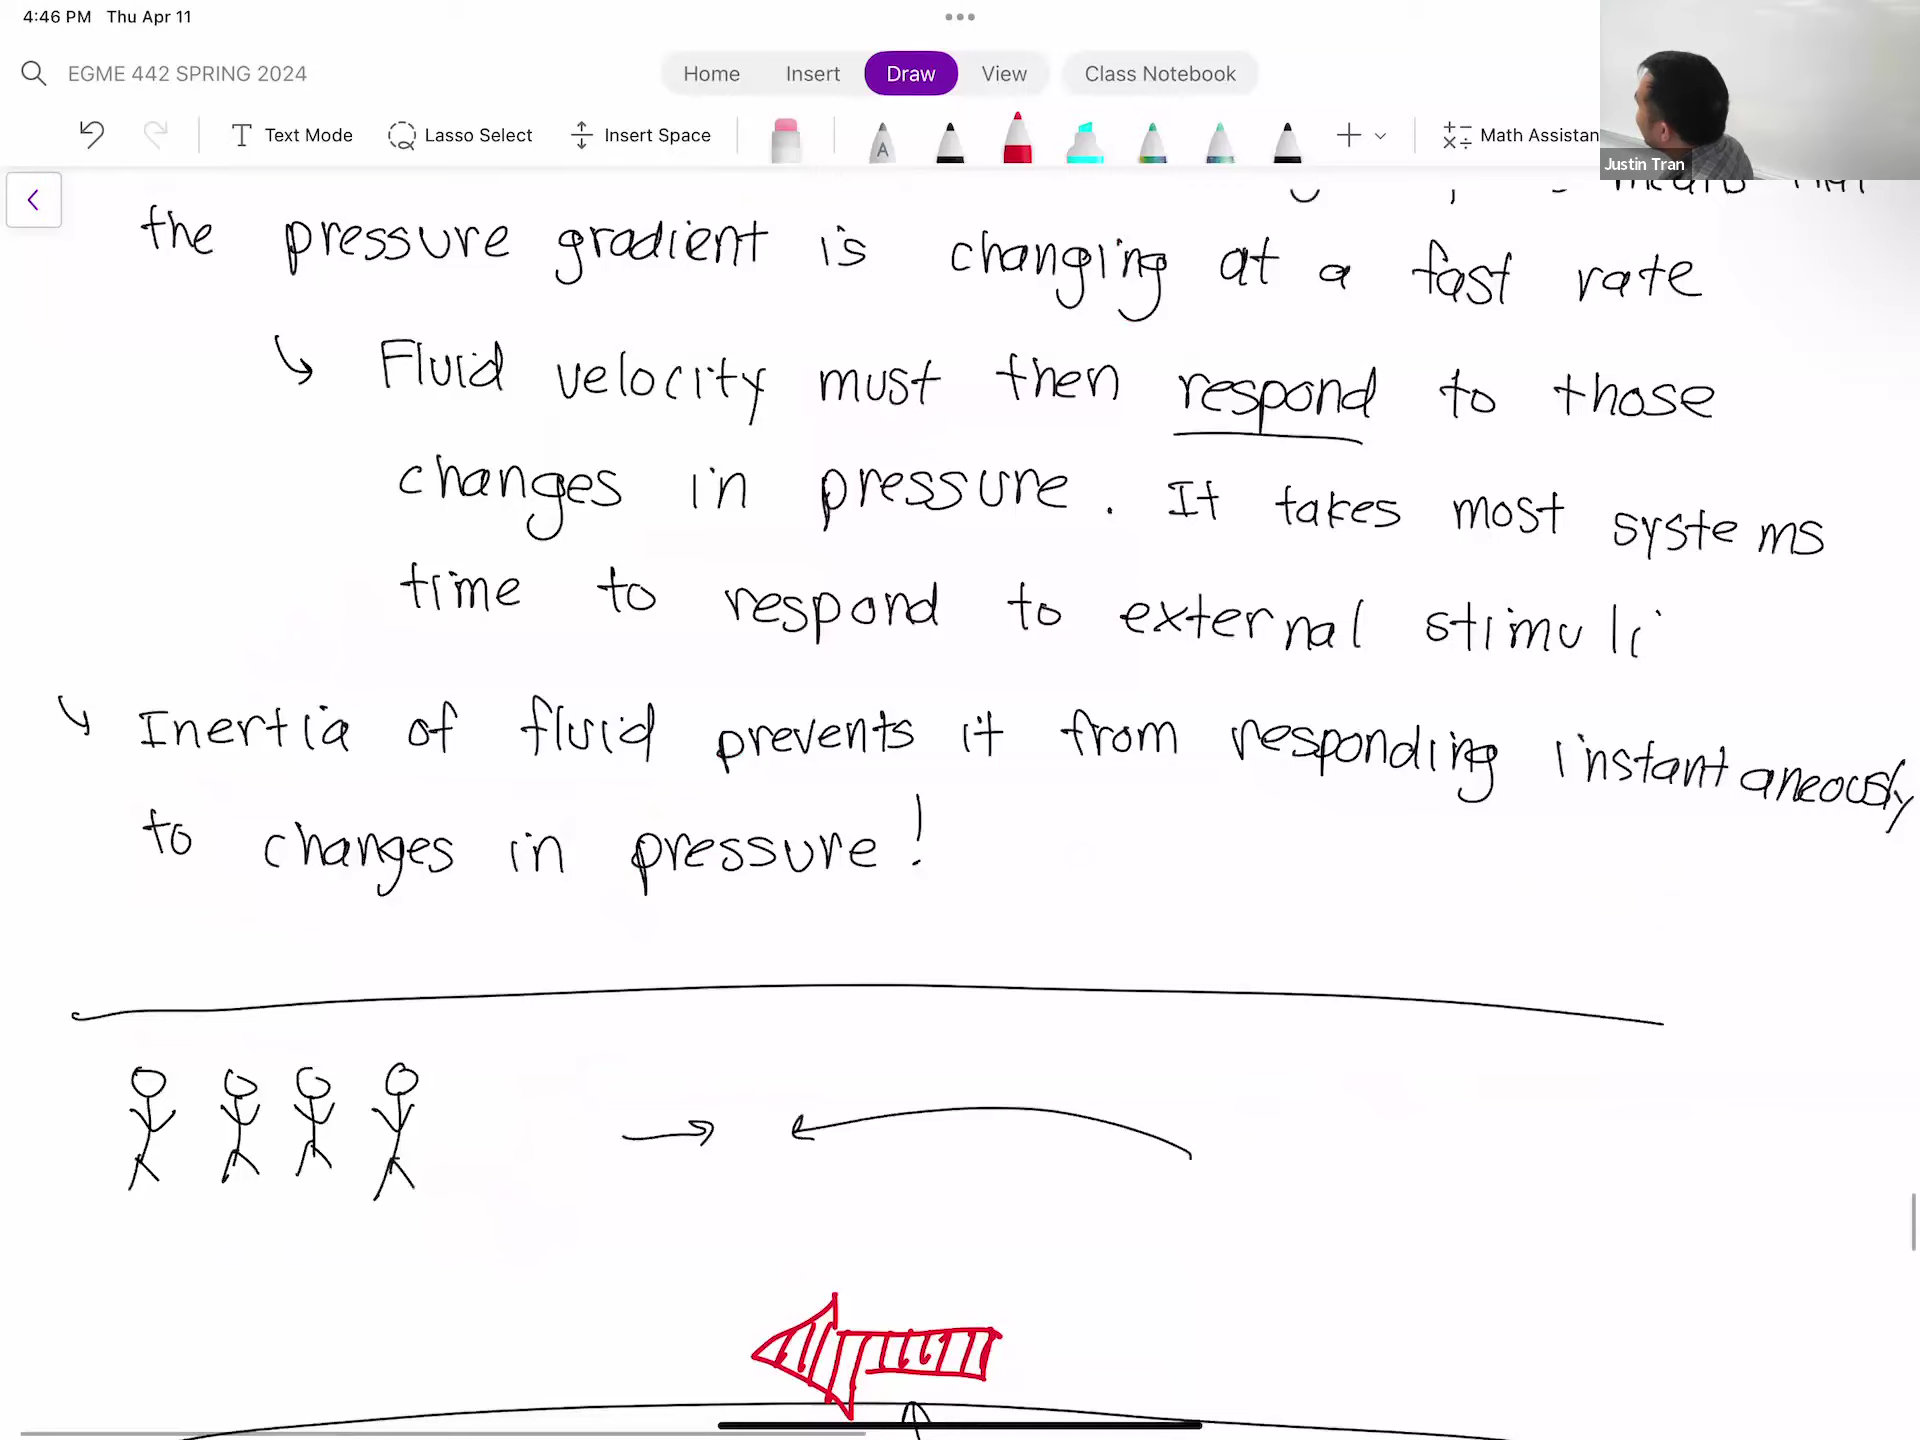 4:46 PM Thu Apr 11
EGME 442 SPRING 2024
Home Insert Draw View Class Notebook
Text Mode Lasso Select Insert Space Math Assistan
Justin Tran
means
the pressure gradient is changing at a fast rate
Fluid velocity must then respond to those
changes in pressure. It takes most systems
time to respond to external stimuli
Inertia of fluid prevents it from responding instantaneously
to changes in pressure!